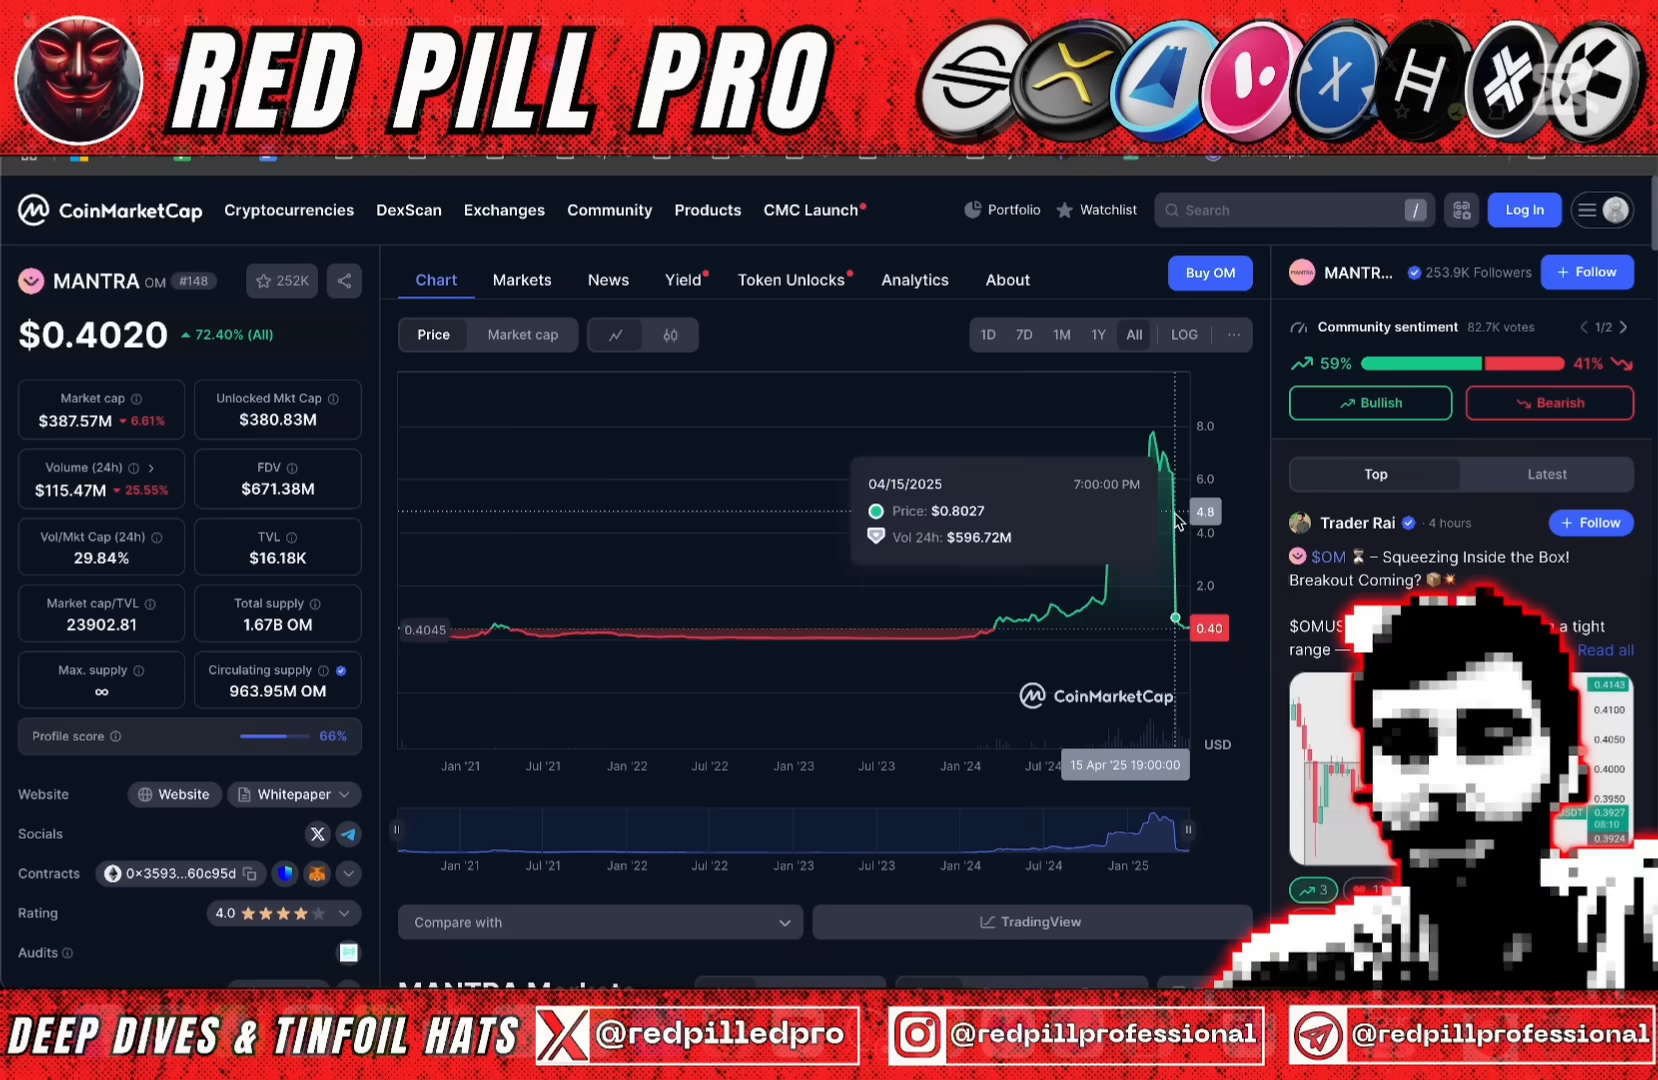 RED PILL PRO
CoinMarketCap
Cryptocurrencies
DexScan
Exchanges
Community
Products
CMC Launch
Portfolio
Watchlist
Search
/
Log In
MANTRA OM #148
252K
$0.4020 72.40% (All)
Market cap
$387.57M 6.61%
Unlocked Mkt Cap
$380.83M
Volume (24h)
$115.47M 25.55%
FDV
$671.38M
Vol/Mkt Cap (24h)
29.84%
TVL
$16.18K
Market cap/TVL
23902.81
Total supply
1.67B OM
Max. supply
∞
Circulating supply
963.95M OM
Profile score
66%
Website
Website
Whitepaper
Socials
Contracts
0x3593...60c95d
Rating
4.0
Audits
Chart
Markets
News
Yield
Token Unlocks
Analytics
About
Buy OM
Price
Market cap
1D 7D 1M 1Y All LOG ...
8.0
6.0
4.8
4.0
2.0
0.40
0.4045
04/15/2025 7:00:00 PM
Price: $0.8027
Vol 24h: $596.72M
CoinMarketCap
USD
Jan '21 Jul '21 Jan '22 Jul '22 Jan '23 Jul '23 Jan '24 Jul '24
15 Apr '25 19:00:00
Jan '21 Jul '21 Jan '22 Jul '22 Jan '23 Jul '23 Jan '24 Jul '24 Jan '25
Compare with
TradingView
MANTRA Markets
MANTR...
253.9K Followers
+ Follow
Community sentiment 82.7K votes
1/2
59%
41%
Bullish
Bearish
Top
Latest
Trader Rai · 4 hours
+ Follow
$OM ⏳ – Squeezing Inside the Box!
Breakout Coming?
a tight
range — Read all
0.4143
0.4100
0.4050
0.4000
0.3950
0.3927
08:10
0.3924
3
DEEP DIVES & TINFOIL HATS
@redpilledpro
@redpillprofessional
@redpillprofessional